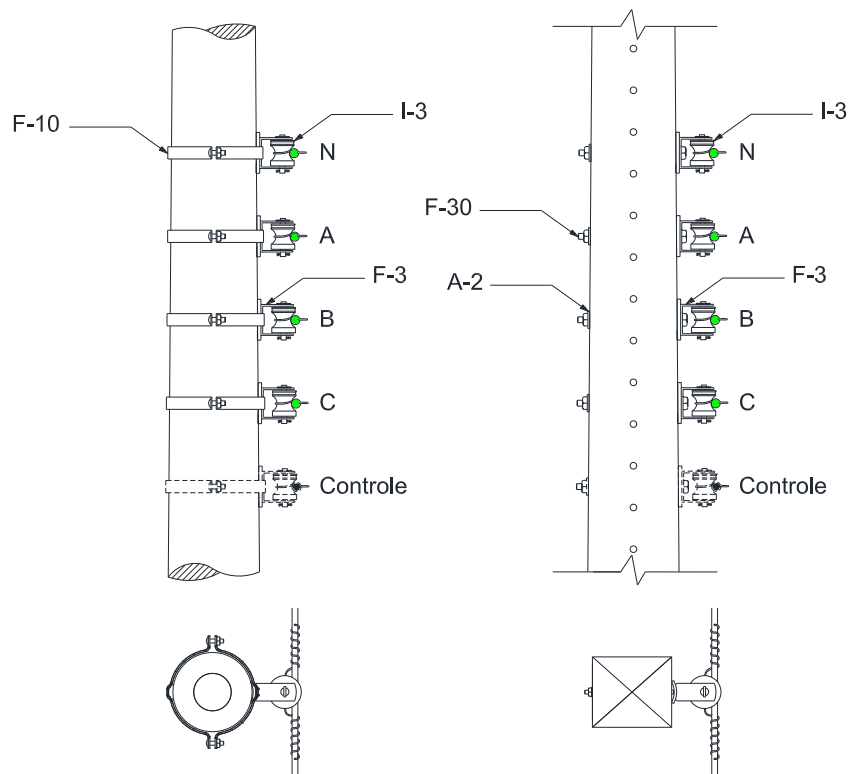 F-10
I-3
N
A
F-3
B
C
Controle
I-3
N
F-30
A
A-2
F-3
B
C
Controle